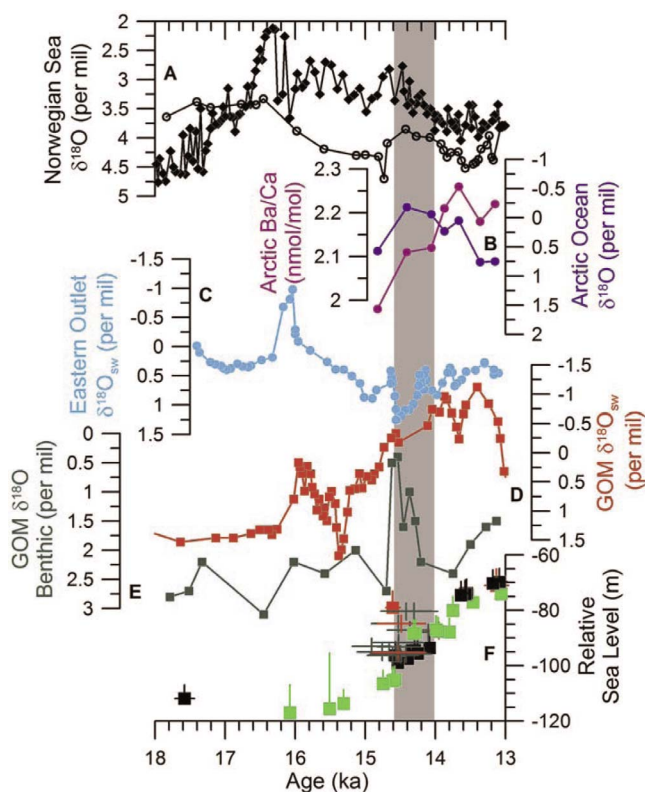 2
2.5
3
3.5
4
4.5
5
Norwegian Sea
δ18O (per mil)
A
2.3
2.2
2.1
2
Arctic Ba/Ca
(nmol/mol)
B
-1
-0.5
0
0.5
1
1.5
2
Arctic Ocean
δ18O (per mil)
-1.5
-1
-0.5
0
0.5
1
1.5
Eastern Outlet
δ18Osw (per mil)
C
-1.5
-1
-0.5
0
0.5
1
1.5
GOM δ18Osw
(per mil)
D
0
0.5
1
1.5
2
2.5
3
GOM δ18O
Benthic (per mil)
E
-60
-80
-100
-120
Relative
Sea Level (m)
F
18 17 16 15 14 13
Age (ka)